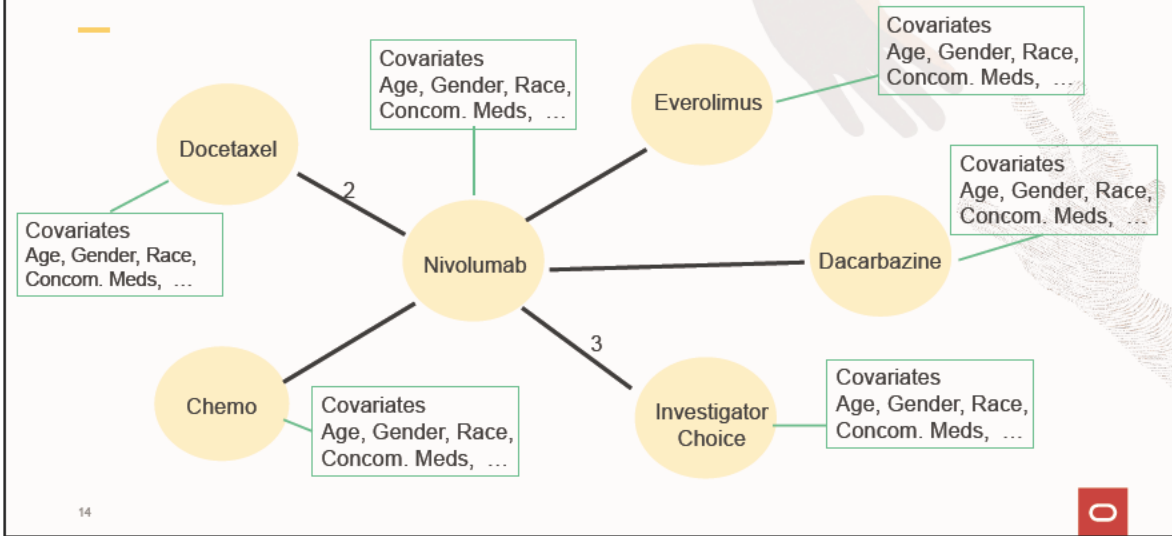 Covariates
Age, Gender, Race,
Concom. Meds, …
Covariates
Age, Gender, Race,
Concom. Meds, …
Everolimus
Docetaxel
Covariates
Age, Gender, Race,
Concom. Meds, …
2
Covariates
Age, Gender, Race,
Concom. Meds, …
Nivolumab
Dacarbazine
3
Covariates
Age, Gender, Race,
Concom. Meds, …
Chemo
Covariates
Age, Gender, Race,
Concom. Meds, …
Investigator
Choice
14